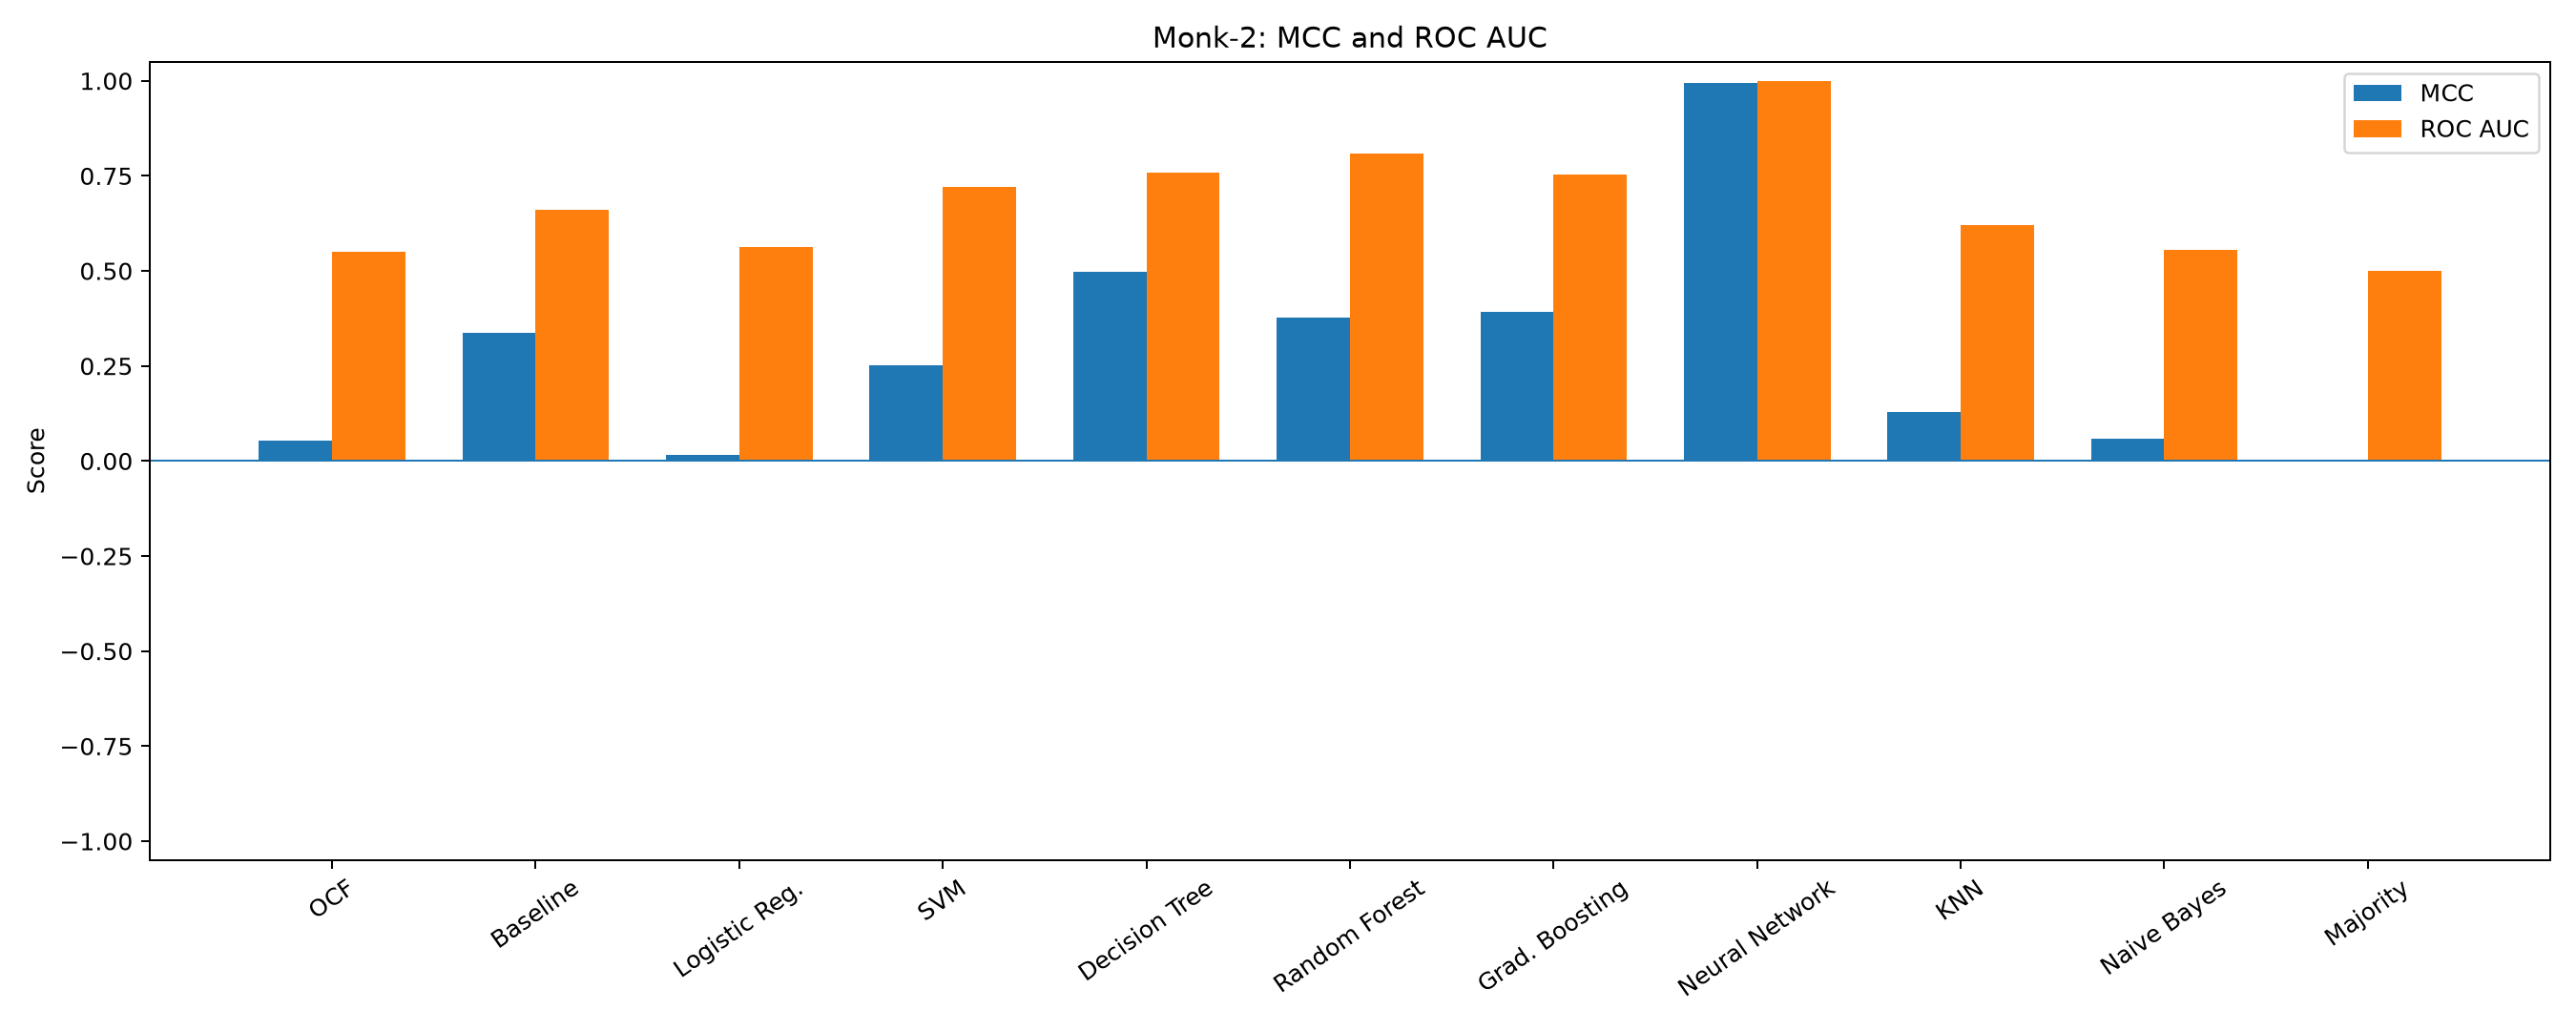 Monk-2: MCC and ROC AUC
MCC
ROC AUC
Score
1.00
0.75
0.50
0.25
0.00
−0.25
−0.50
−0.75
−1.00
OCF
Baseline
Logistic Reg.
SVM
Decision Tree
Random Forest
Grad. Boosting
Neural Network
KNN
Naive Bayes
Majority